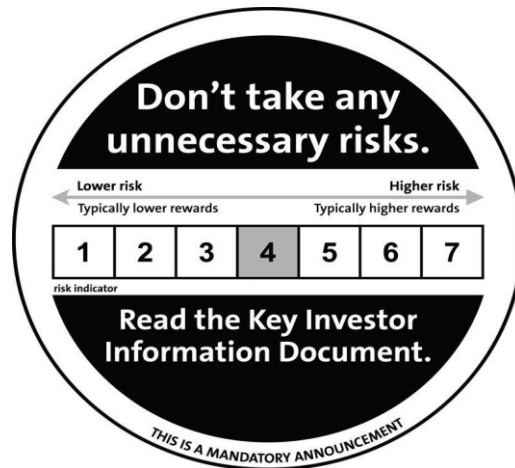 Don’t take any
unnecessary risks.
Lower risk Higher risk
Typically lower rewards Typically higher rewards
1 2 3 4 5 6 7
risk indicator
Read the Key Investor
Information Document.
THIS IS A MANDATORY ANNOUNCEMENT